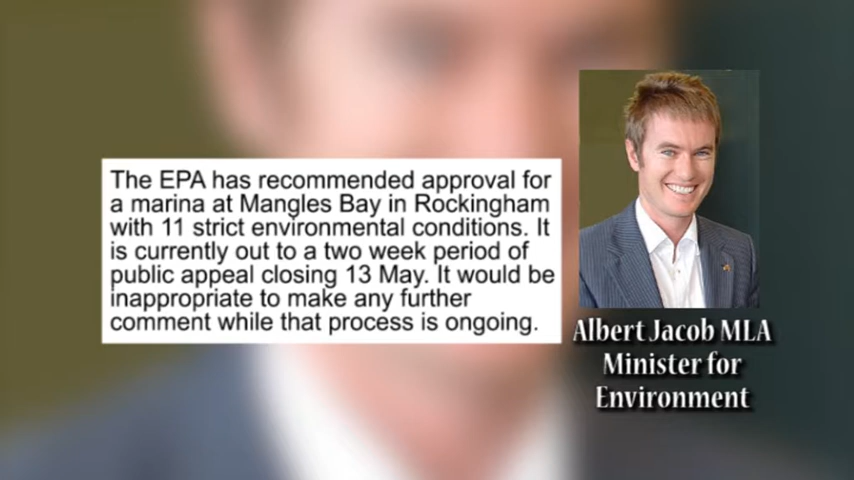 The EPA has recommended approval for
a marina at Mangles Bay in Rockingham
with 11 strict environmental conditions. It
is currently out to a two week period of
public appeal closing 13 May. It would be
inappropriate to make any further
comment while that process is ongoing.
Albert Jacob MLA
Minister for
Environment